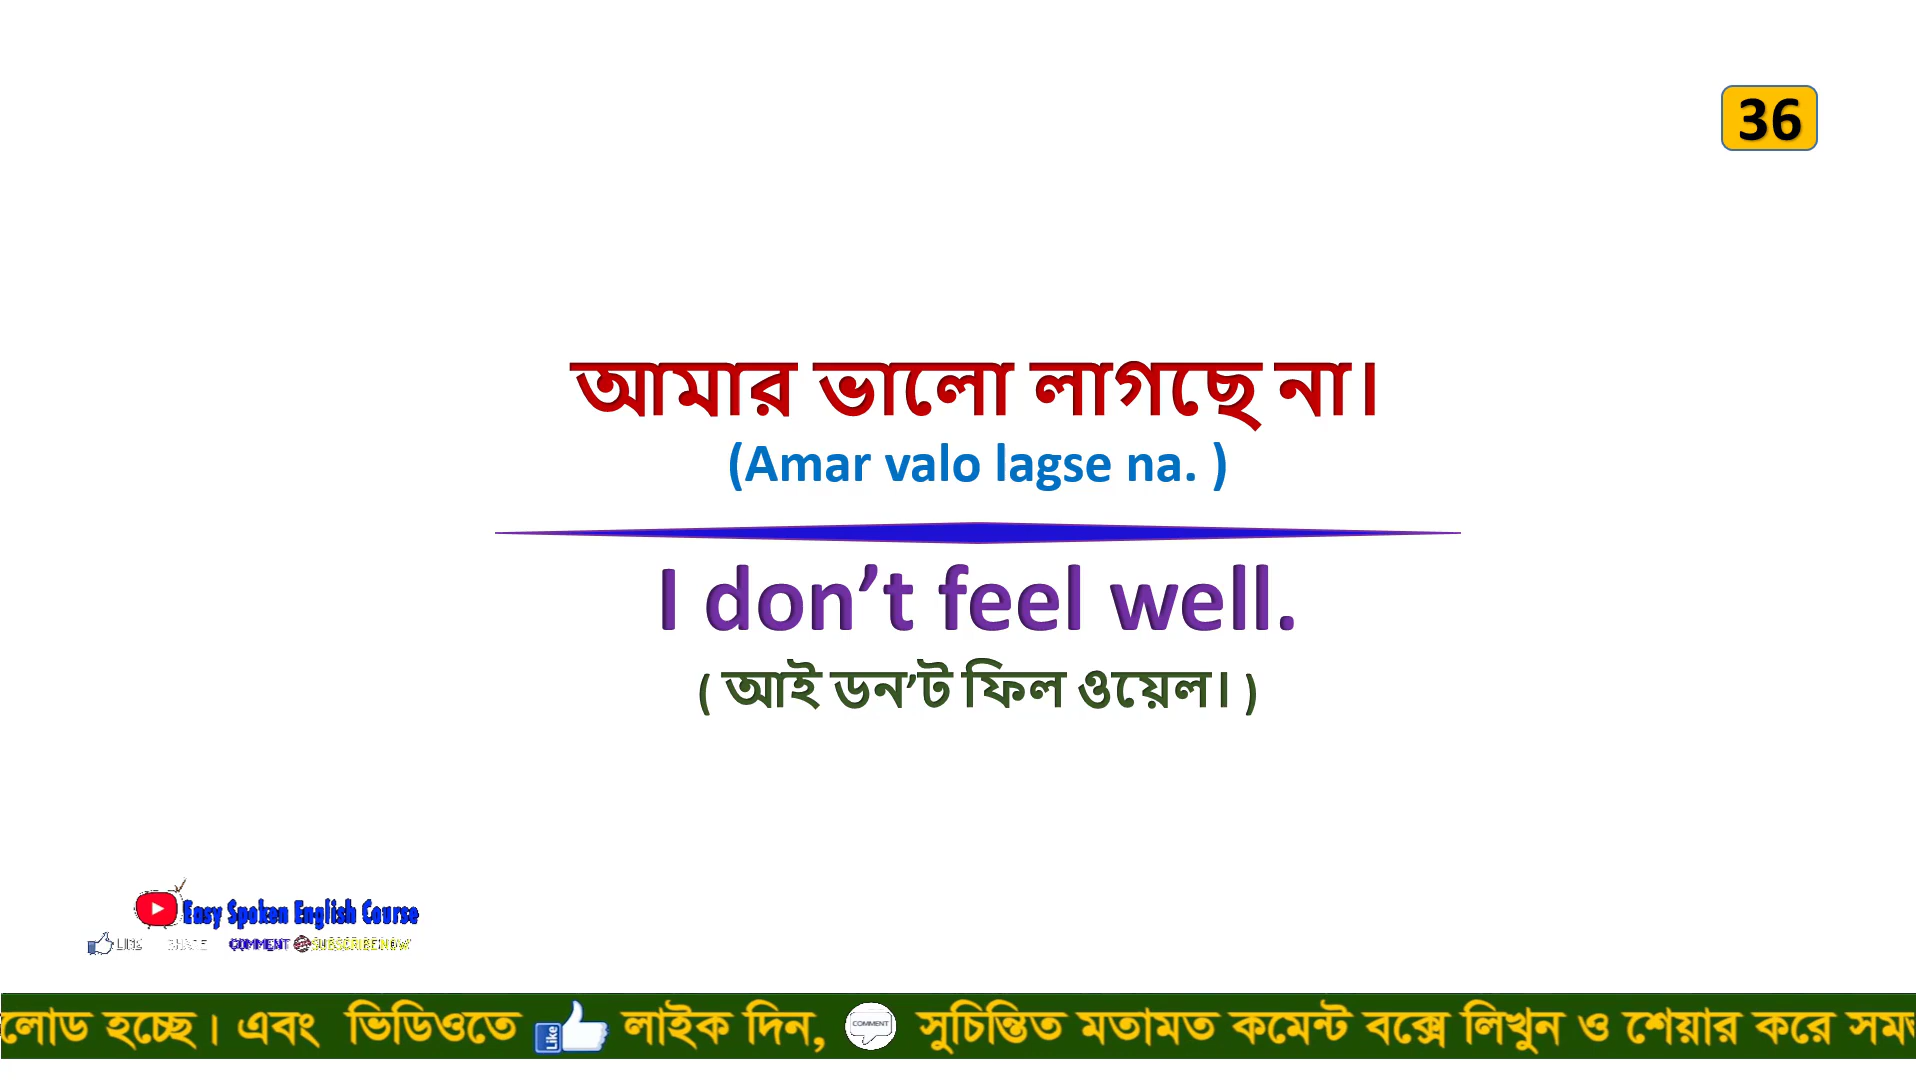 36
আমার ভালো লাগছে না।
(Amar valo lagse na. )
I don’t feel well.
( আই ডন’ট ফিল ওয়েল। )
Easy Spoken English Course
LIKE SHARE COMMENT SUBSCRIBE NOW
লোড হচ্ছে। এবং ভিডিওতে Like লাইক দিন, COMMENT সুচিন্তিত মতামত কমেন্ট বক্সে লিখুন ও শেয়ার করে